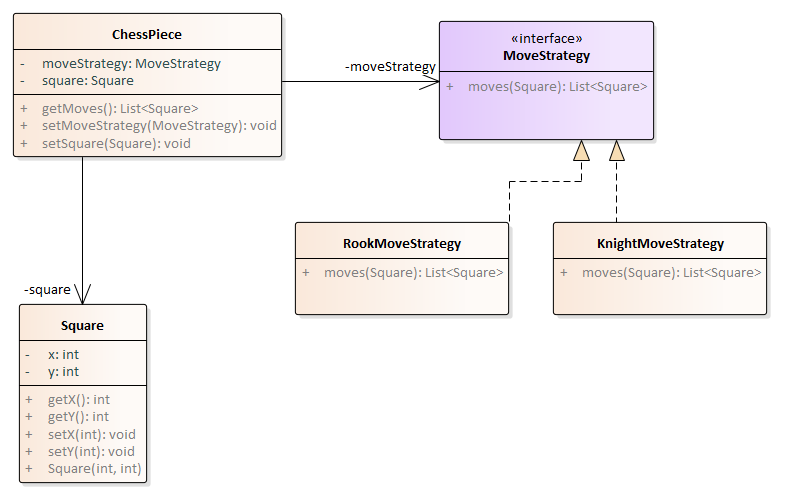 ChessPiece
- moveStrategy: MoveStrategy
- square: Square
+ getMoves(): List<Square>
+ setMoveStrategy(MoveStrategy): void
+ setSquare(Square): void
-moveStrategy
«interface»
MoveStrategy
+ moves(Square): List<Square>
RookMoveStrategy
+ moves(Square): List<Square>
KnightMoveStrategy
+ moves(Square): List<Square>
-square
Square
- x: int
- y: int
+ getX(): int
+ getY(): int
+ setX(int): void
+ setY(int): void
+ Square(int, int)